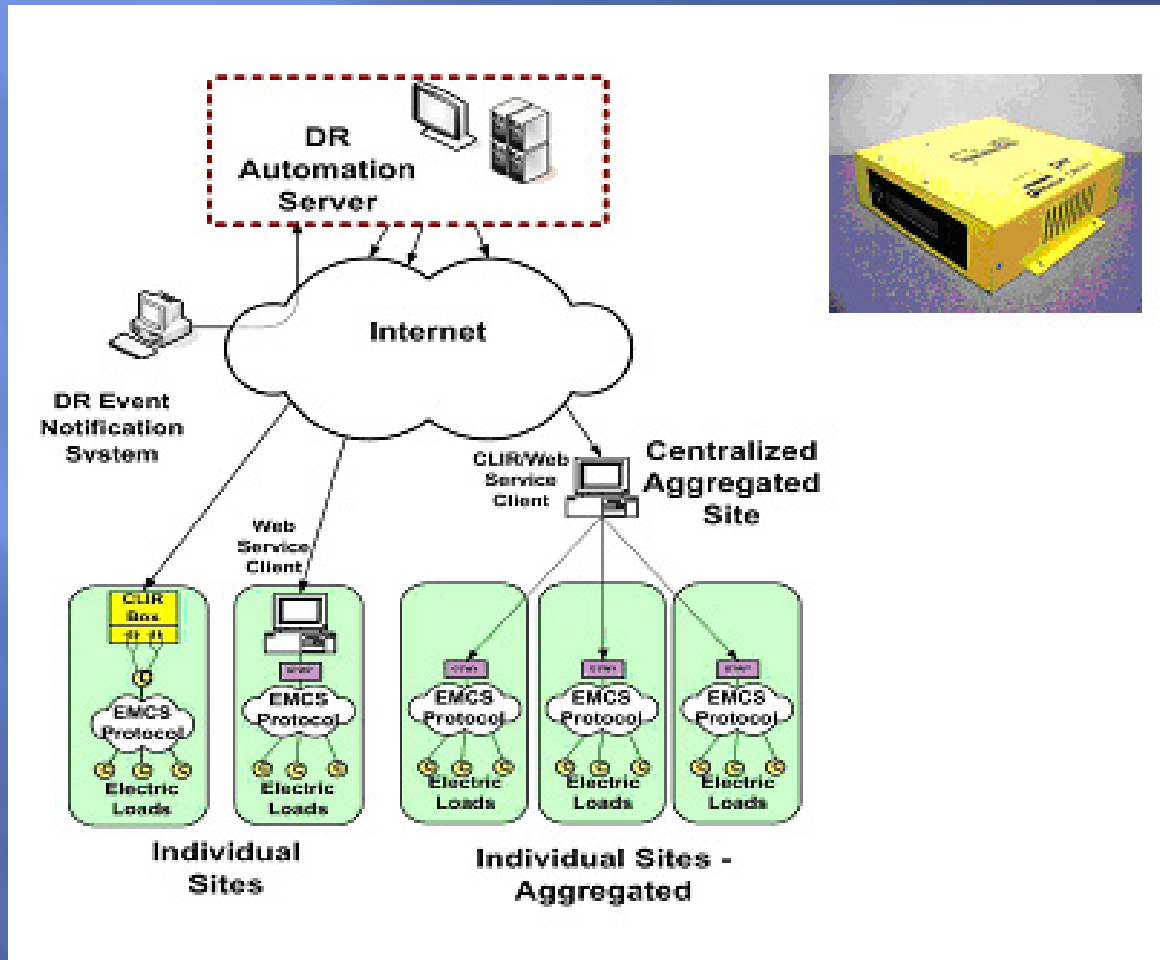 DR
Automation
Server
Internet
DR Event
Notification
System
CLIR/Web
Service
Client
Centralized
Aggregated
Site
Web
Service
Client
CLIR
Box
EMCS
Protocol
Electric
Loads
EMCS
Protocol
Electric
Loads
EMCS
Protocol
Electric
Loads
EMCS
Protocol
Electric
Loads
EMCS
Protocol
Electric
Loads
Individual
Sites
Individual Sites -
Aggregated